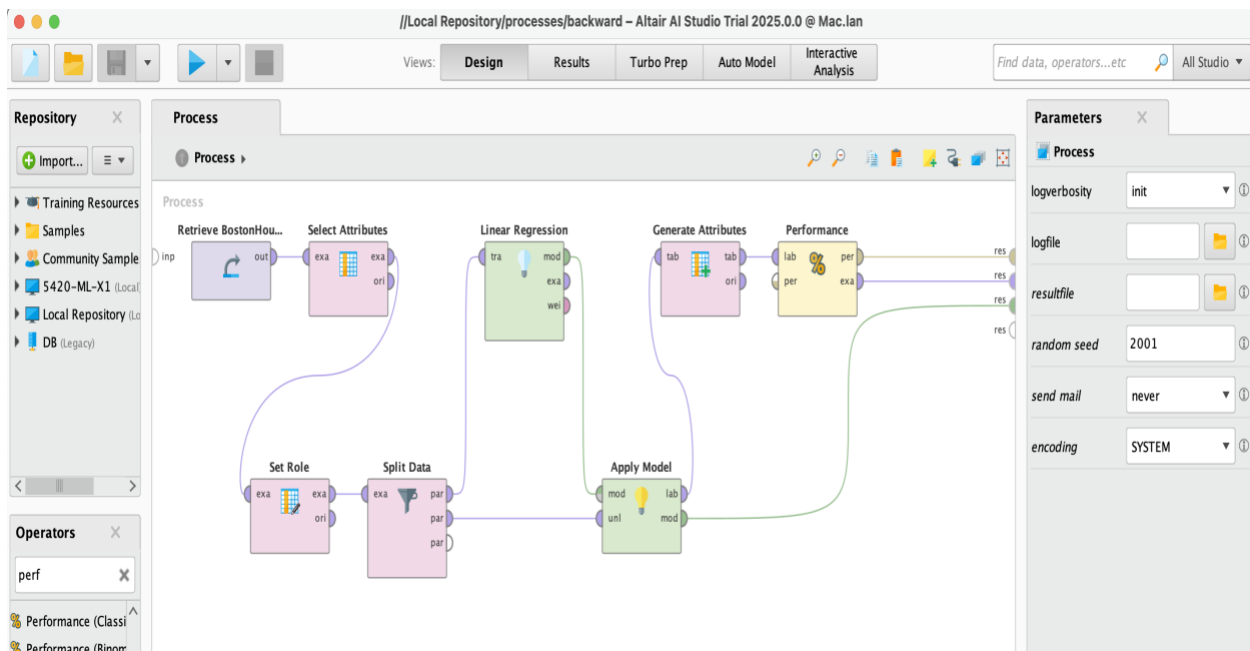 //Local Repository/processes/backward – Altair AI Studio Trial 2025.0.0 @ Mac.lan
Views:
Design
Results
Turbo Prep
Auto Model
Interactive
Analysis
Find data, operators...etc
All Studio
Repository
Import...
Training Resources
Samples
Community Sample
5420-ML-X1 (Local
Local Repository (Lo
DB (Legacy)
Operators
perf
Performance (Classi
Performance (Binom
Process
Process
Process
Retrieve BostonHou...
Select Attributes
Linear Regression
Generate Attributes
Performance
inp
out
exa
exa
ori
tra
mod
exa
wei
tab
tab
ori
lab
per
per
exa
res
res
res
res
Set Role
Split Data
Apply Model
exa
exa
ori
exa
par
par
par
mod
lab
unl
mod
Parameters
Process
logverbosity
init
logfile
resultfile
random seed
2001
send mail
never
encoding
SYSTEM